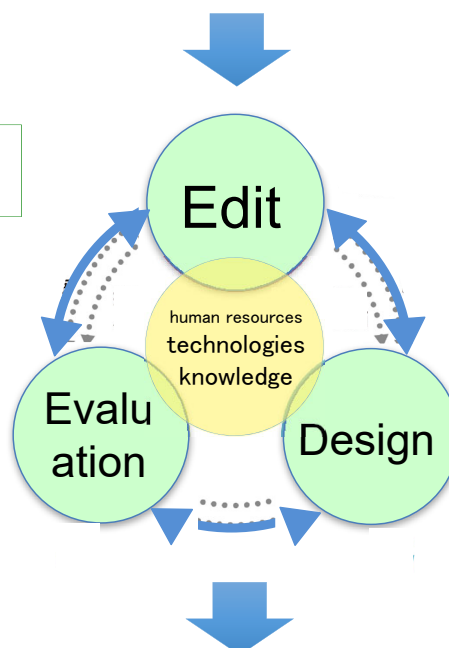 Edit
human resources
technologies
knowledge
Evalu
ation
Design